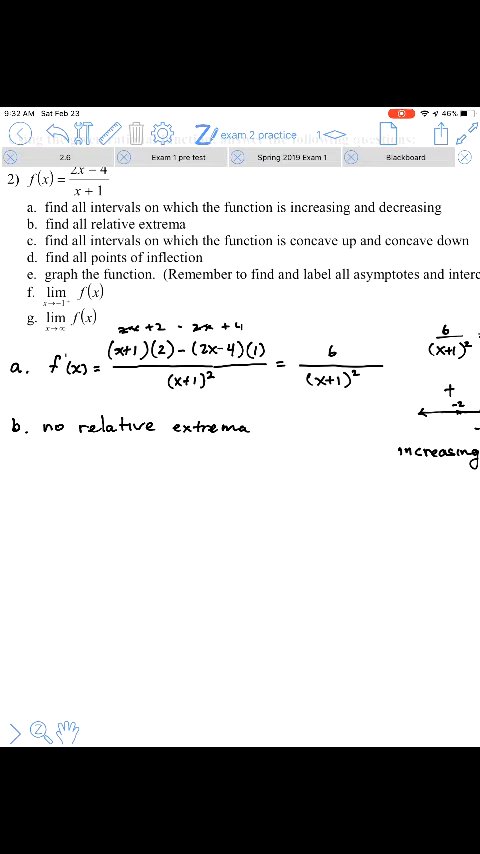 9:32 AM Sat Feb 23
46%
exam 2 practice 1
2.6
Exam 1 pre test
Spring 2019 Exam 1
Blackboard
2) f(x) = 2x − 4 / x + 1
a. find all intervals on which the function is increasing and decreasing
b. find all relative extrema
c. find all intervals on which the function is concave up and concave down
d. find all points of inflection
e. graph the function. (Remember to find and label all asymptotes and interc
f. lim x→−1⁻ f(x)
g. lim x→∞ f(x)
2x + 2 - 2x + 4
a. f'(x) = (x+1)(2) - (2x-4)(1) / (x+1)² = 6 / (x+1)²
6 / (x+1)² =
+
-2
-
increasing
b. no relative extrema